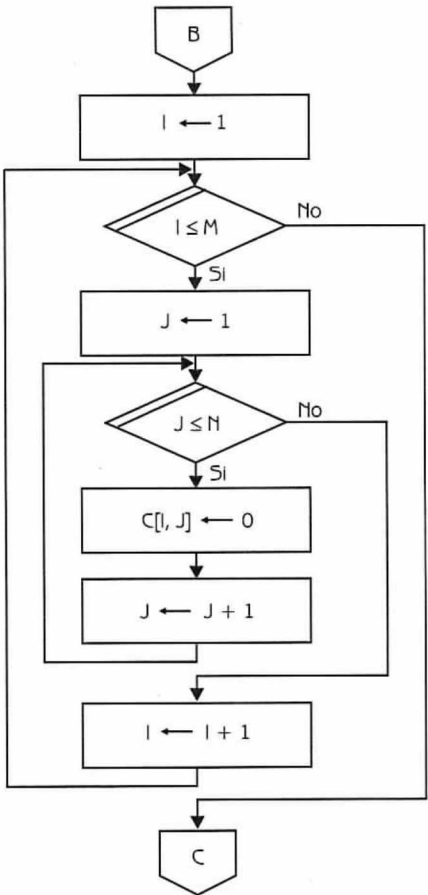 B
I ← 1
I ≤ M
No
Si
J ← 1
J ≤ N
No
Si
C[I, J] ← 0
J ← J + 1
I ← I + 1
C